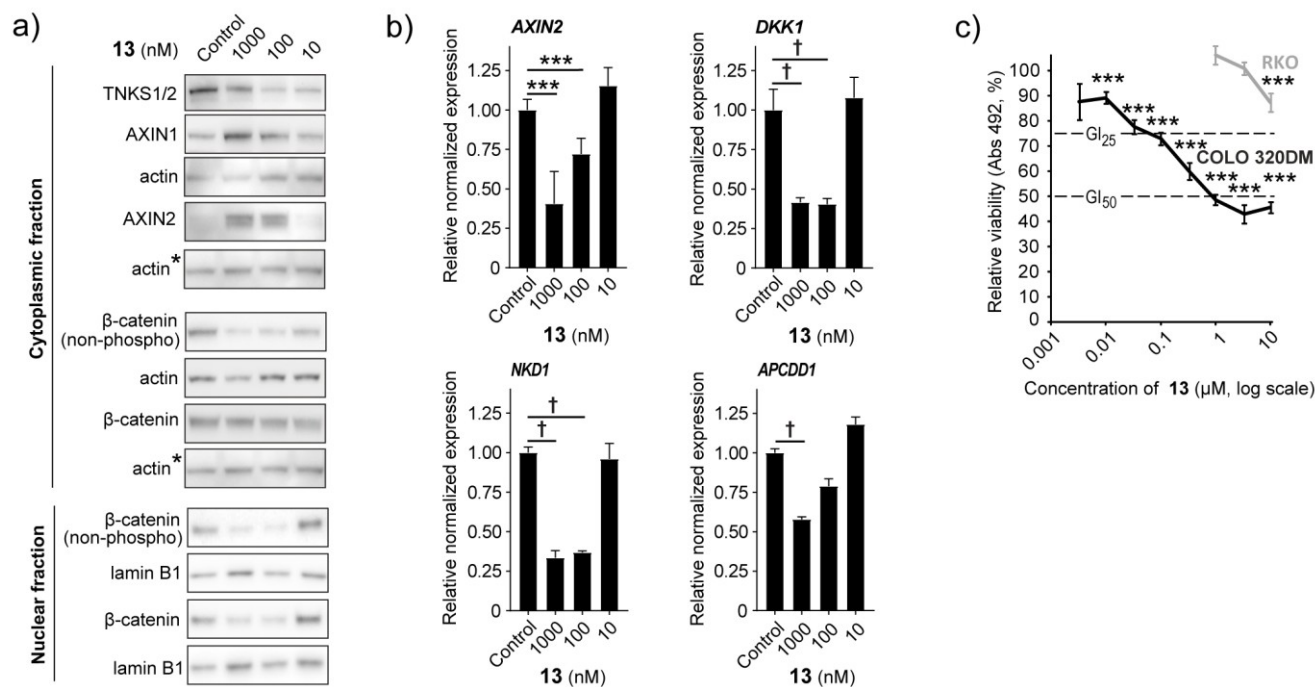 a)
13 (nM)
Control
1000
100
10
Cytoplasmic fraction
TNKS1/2
AXIN1
actin
AXIN2
actin*
β-catenin
(non-phospho)
actin
β-catenin
actin*
Nuclear fraction
β-catenin
(non-phospho)
lamin B1
β-catenin
lamin B1
b)
AXIN2
Relative normalized expression
1.25
1.00
0.75
0.50
0.25
0
***
***
Control
1000
100
10
13 (nM)
DKK1
Relative normalized expression
1.25
1.00
0.75
0.50
0.25
0
†
†
Control
1000
100
10
13 (nM)
NKD1
Relative normalized expression
1.25
1.00
0.75
0.50
0.25
0
†
†
Control
1000
100
10
13 (nM)
APCDD1
Relative normalized expression
1.25
1.00
0.75
0.50
0.25
0
†
Control
1000
100
10
13 (nM)
c)
Relative viability (Abs 492, %)
100
90
80
70
60
50
40
30
20
10
0
RKO
***
***
***
***
***
COLO 320DM
***
***
***
GI25
GI50
0.001
0.01
0.1
1
10
Concentration of 13 (µM, log scale)